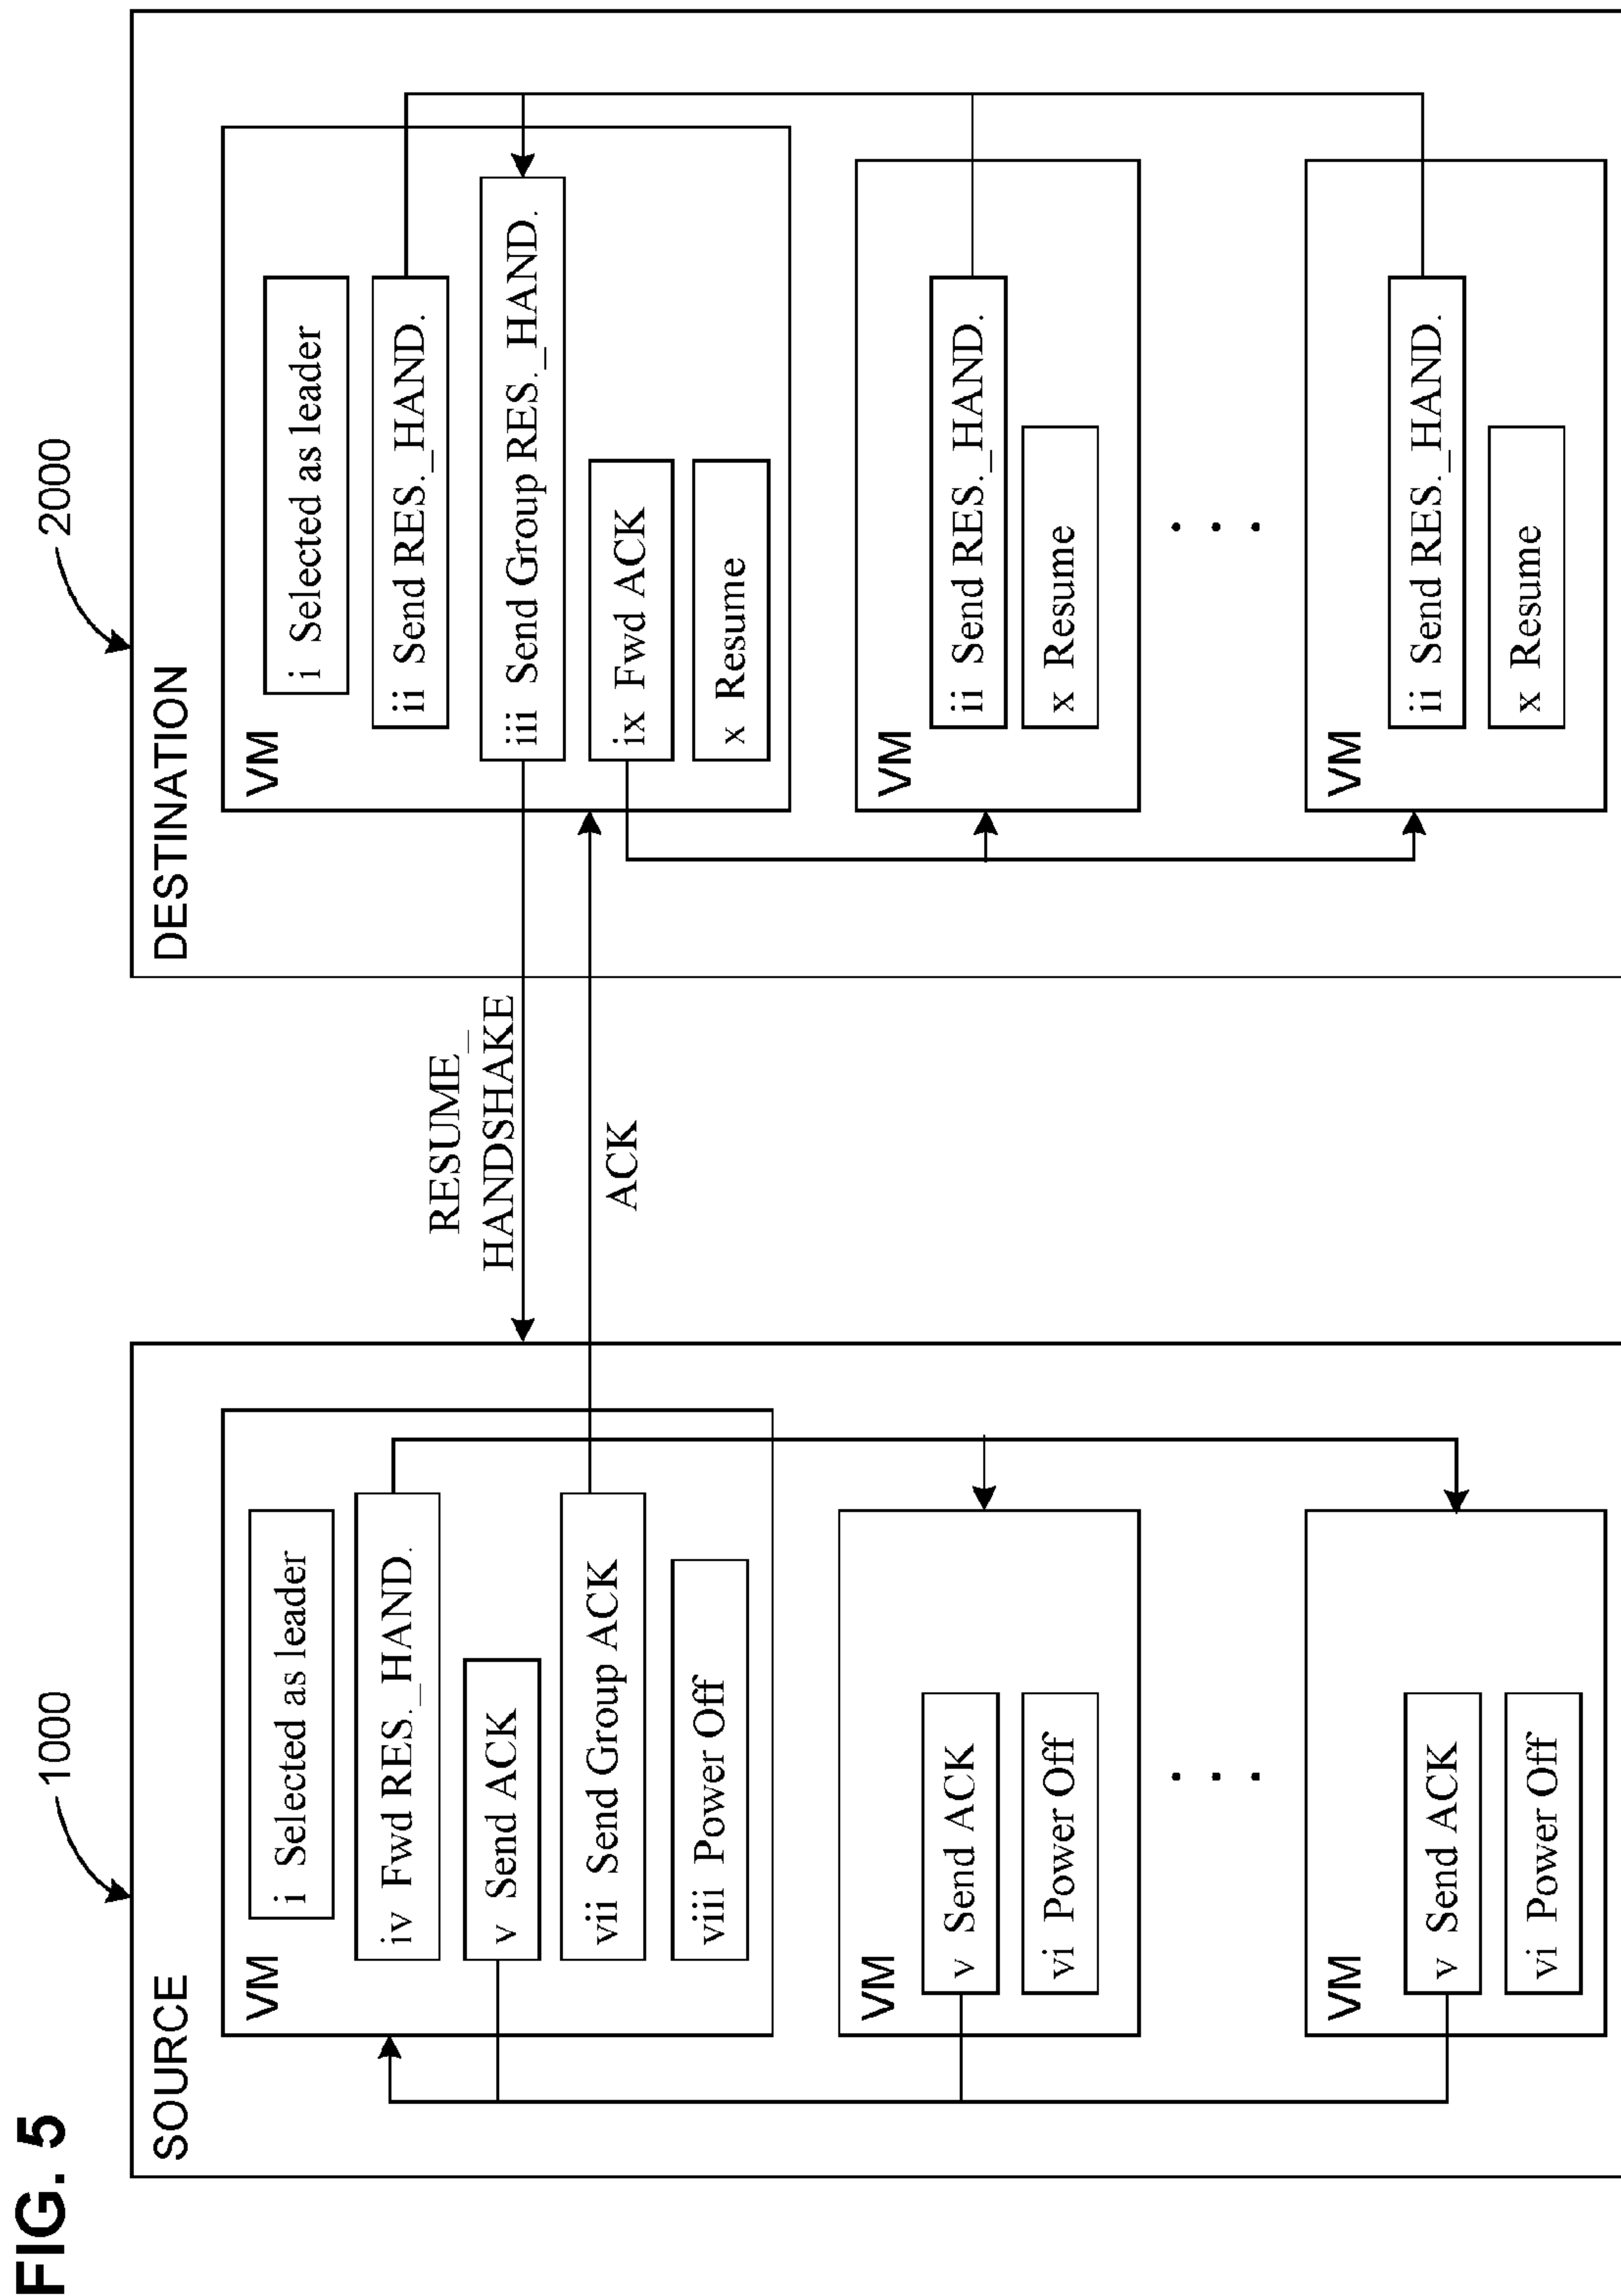 FIG. 5
1000
SOURCE
VM
i Selected as leader
iv Fwd RES._HAND.
v Send ACK
vii Send Group ACK
viii Power Off
VM
v Send ACK
vi Power Off
. . .
VM
v Send ACK
vi Power Off
RESUME_
HANDSHAKE
ACK
2000
DESTINATION
VM
i Selected as leader
ii Send RES._HAND.
iii Send Group RES._HAND.
ix Fwd ACK
x Resume
VM
ii Send RES._HAND.
x Resume
. . .
VM
ii Send RES._HAND.
x Resume